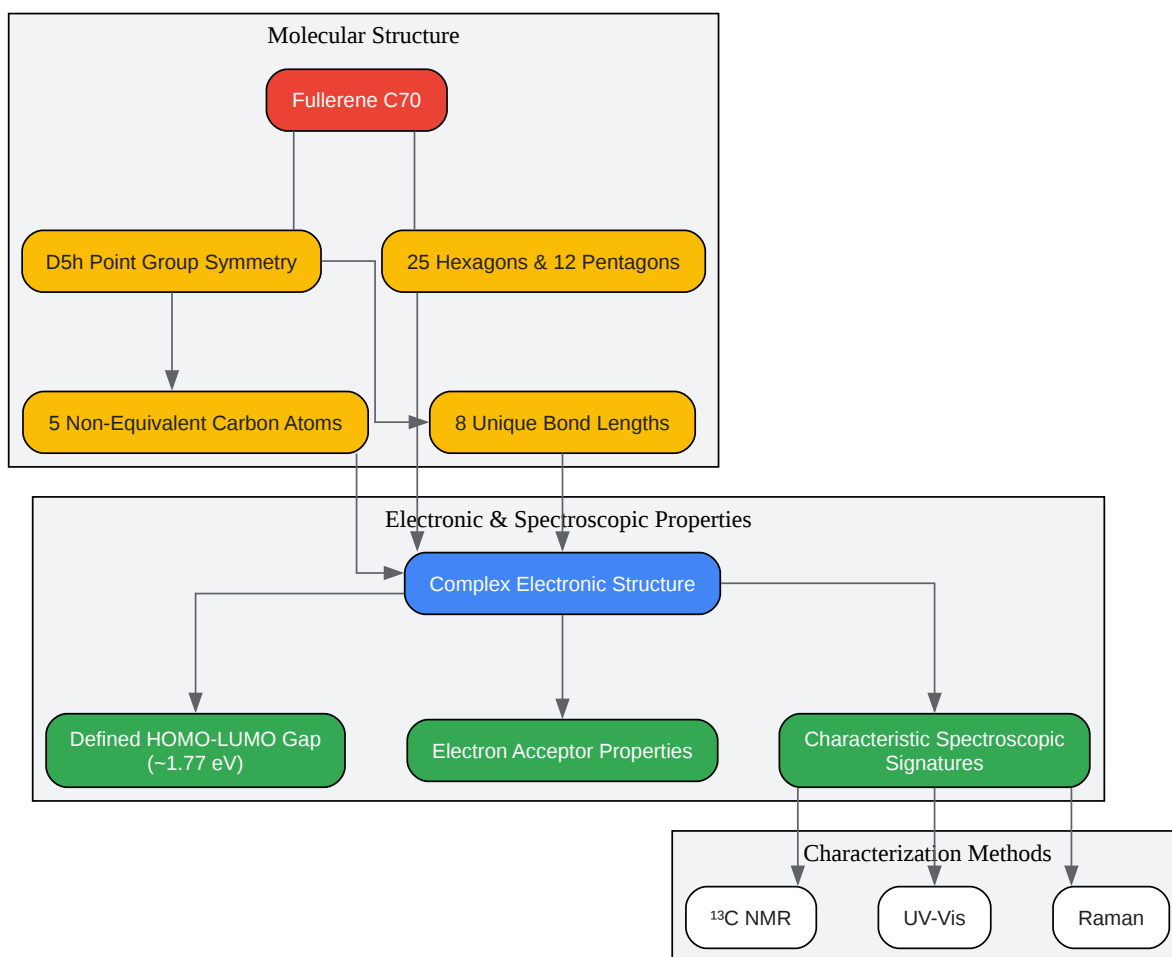 Molecular Structure
Fullerene C70
D5h Point Group Symmetry
25 Hexagons & 12 Pentagons
5 Non-Equivalent Carbon Atoms
8 Unique Bond Lengths
Electronic & Spectroscopic Properties
Complex Electronic Structure
Defined HOMO-LUMO Gap
(~1.77 eV)
Electron Acceptor Properties
Characteristic Spectroscopic
Signatures
Characterization Methods
¹³C NMR
UV-Vis
Raman